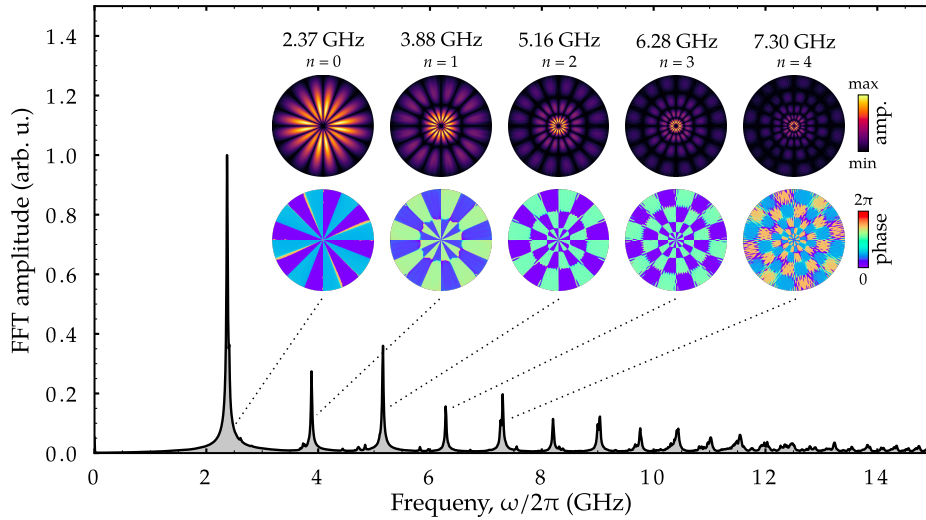 2.37 GHz 3.88 GHz 5.16 GHz 6.28 GHz 7.30 GHz
n = 0 n = 1 n = 2 n = 3 n = 4
max
amp.
min
2π
phase
0
FFT amplitude (arb. u.)
1.4
1.2
1.0
0.8
0.6
0.4
0.2
0.0
0 2 4 6 8 10 12 14
Frequeny, ω/2π (GHz)